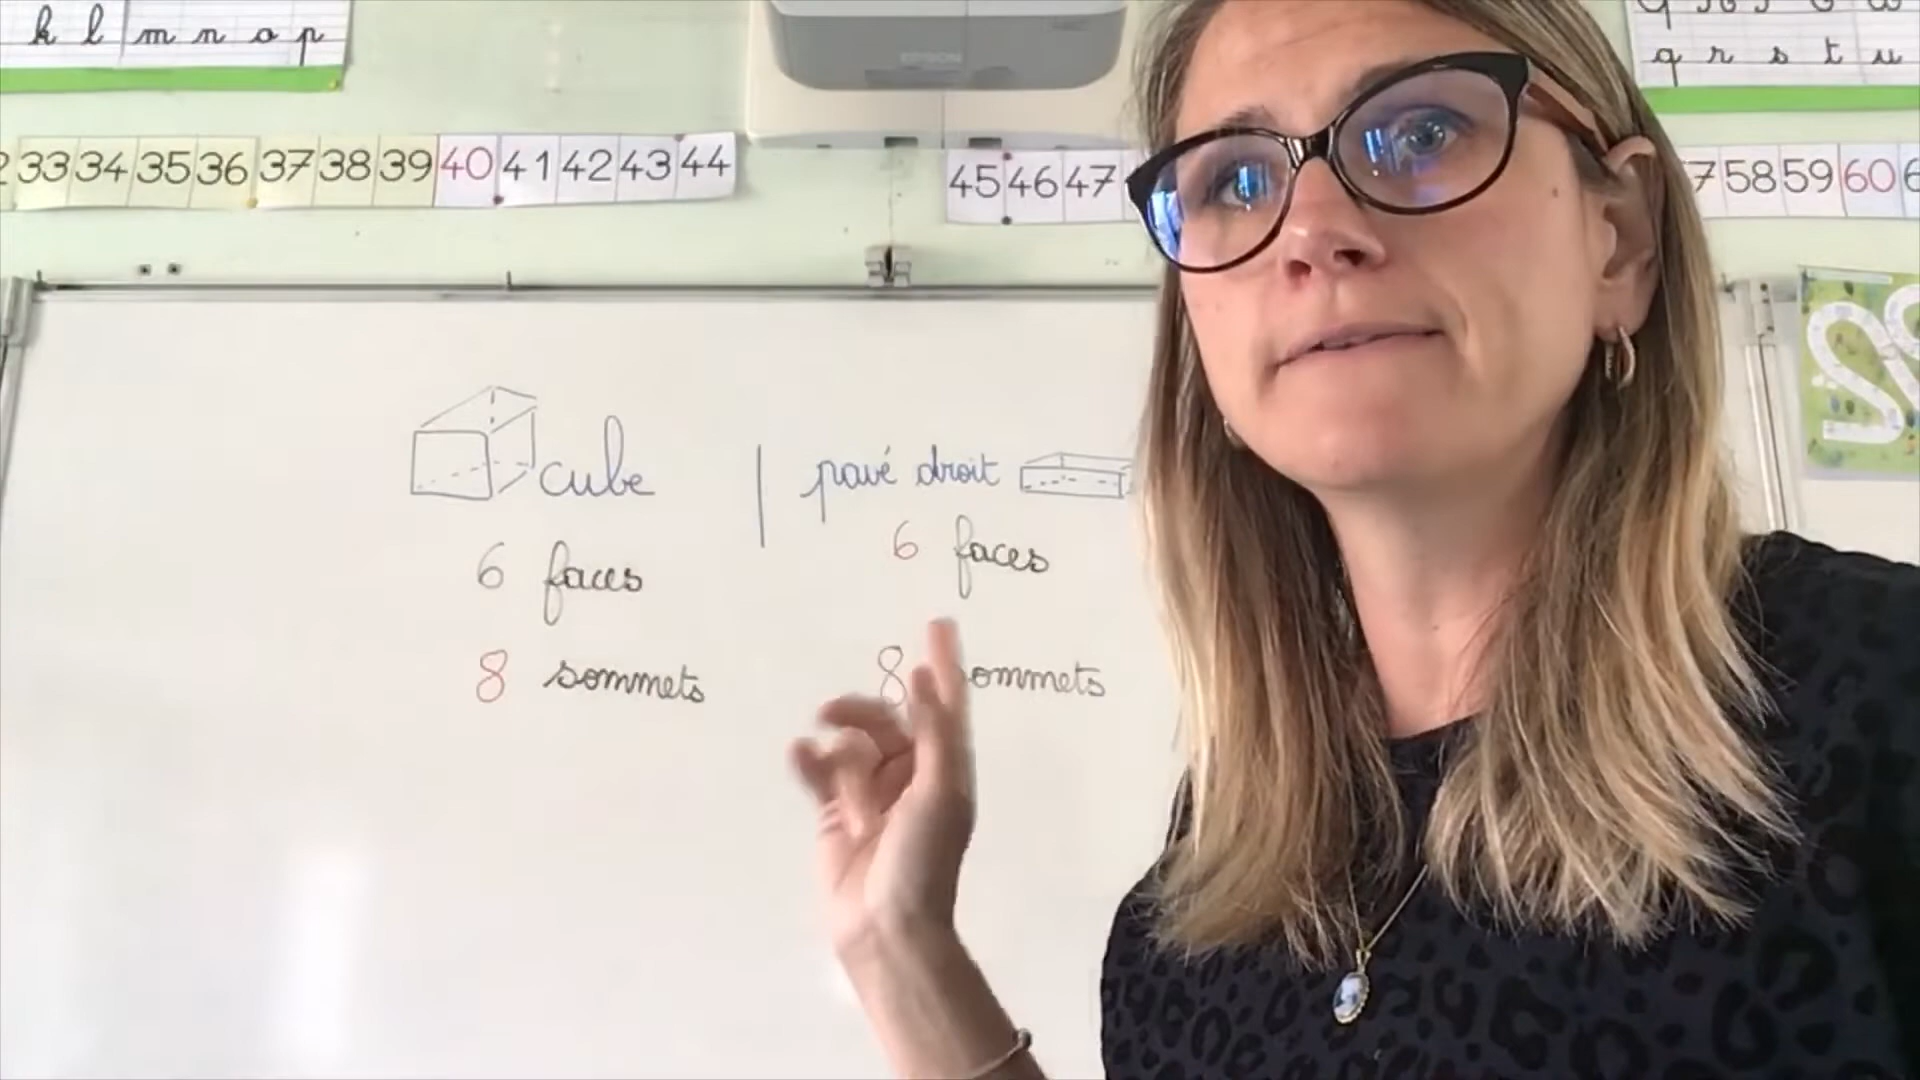 k l m n o p
q r s t u
EPSON
33 34 35 36 37 38 39 40 41 42 43 44
45 46 47
58 59 60
cube
pavé droit
6 faces
6 faces
8 sommets
8 sommets